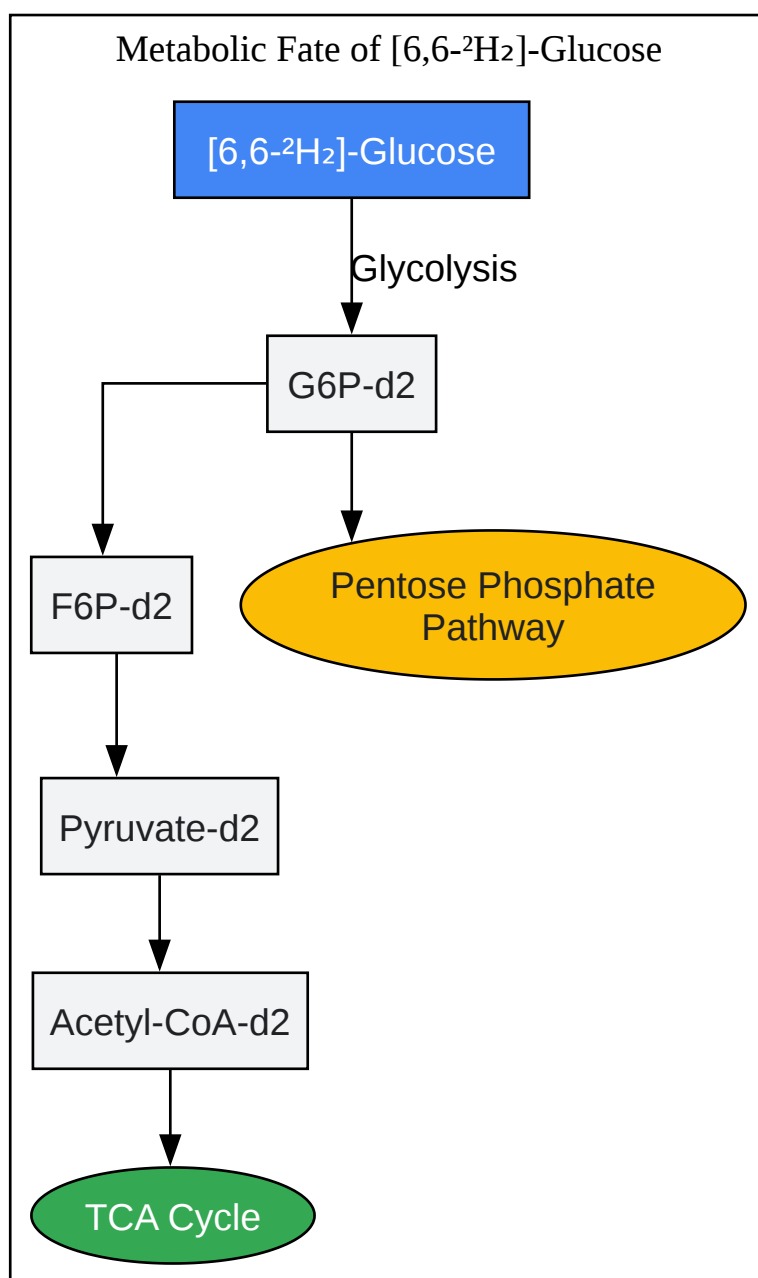 Metabolic Fate of [6,6-²H₂]-Glucose
[6,6-²H₂]-Glucose
Glycolysis
G6P-d2
F6P-d2
Pentose Phosphate
Pathway
Pyruvate-d2
Acetyl-CoA-d2
TCA Cycle